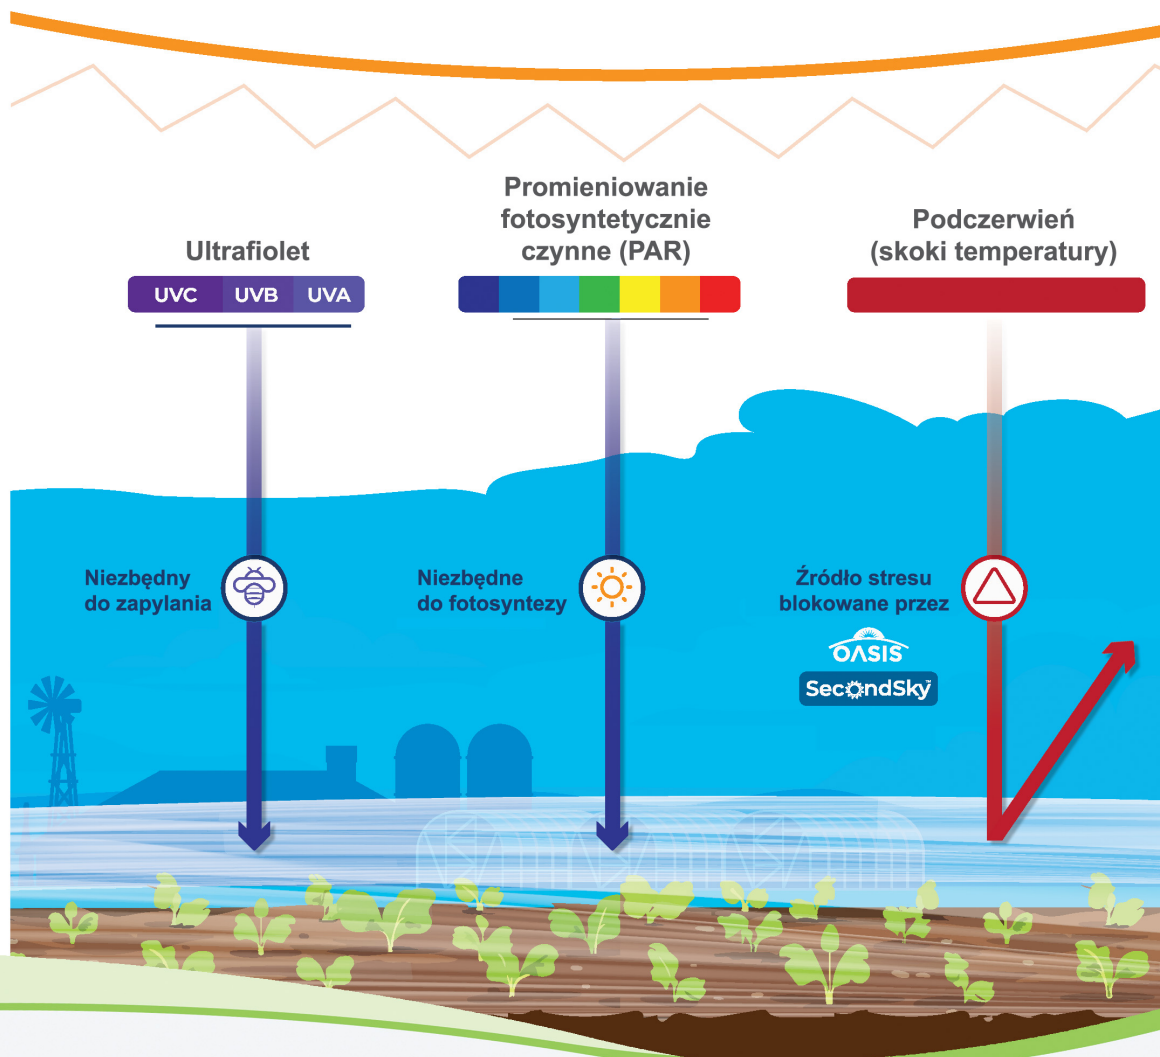 Ultrafiolet
UVC UVB UVA
Promieniowanie
fotosyntetycznie
czynne (PAR)
Podczerwień
(skoki temperatury)
Niezbędny
do zapylania
Niezbędne
do fotosyntezy
Źródło stresu
blokowane przez
OASIS
SecondSky™